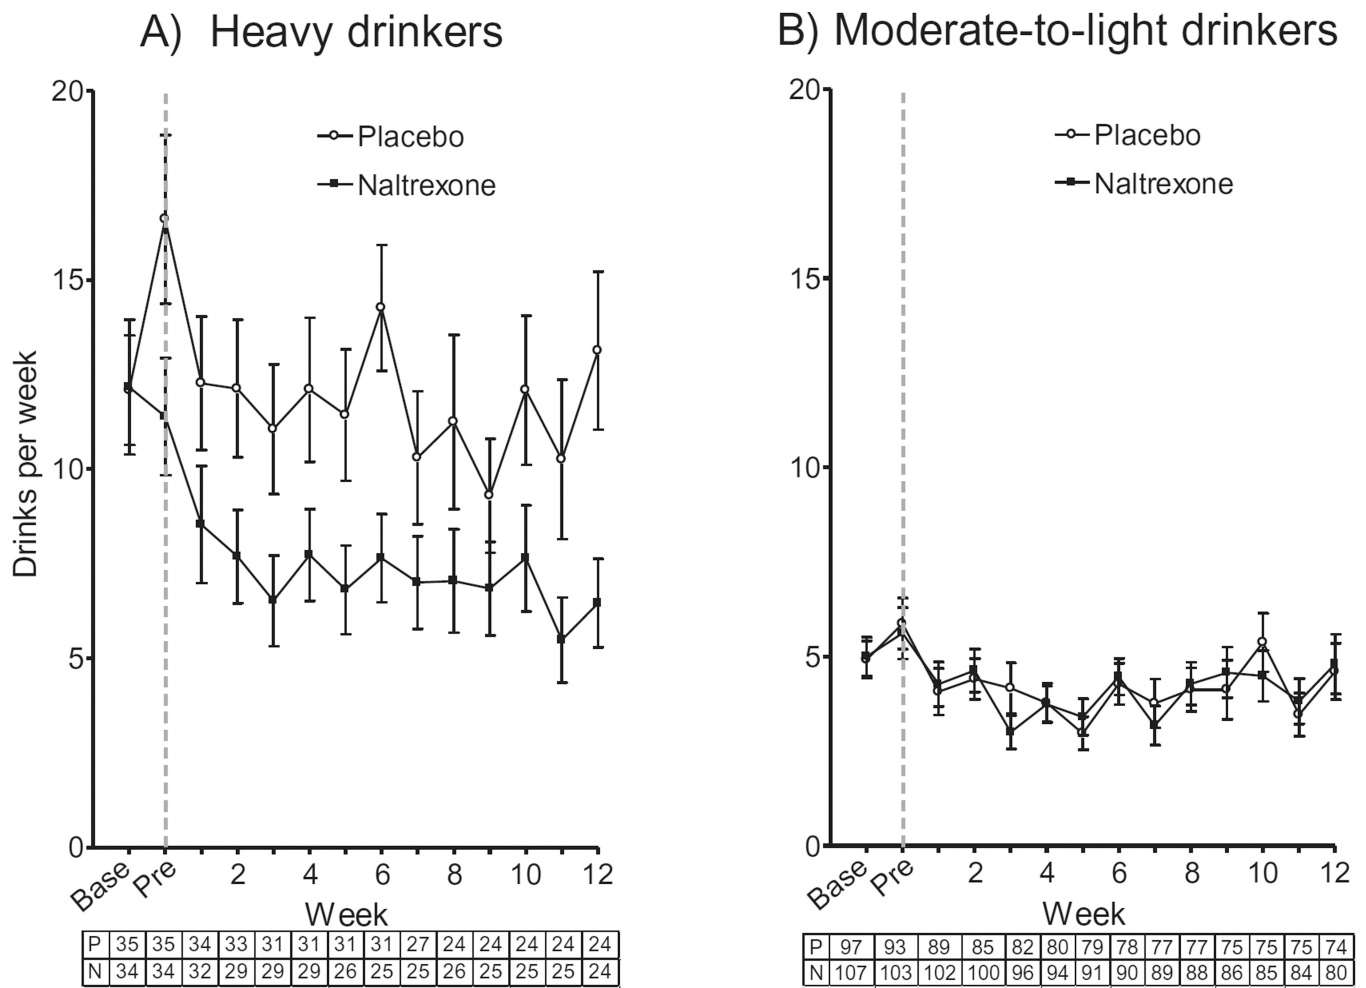 A) Heavy drinkers
20
15
10
5
0
Drinks per week
Placebo
Naltrexone
Base Pre 2 4 6 8 10 12
Week
P 35 35 34 33 31 31 31 31 27 24 24 24 24 24
N 34 34 32 29 29 29 26 25 25 26 25 25 25 24
B) Moderate-to-light drinkers
20
15
10
5
0
Placebo
Naltrexone
Base Pre 2 4 6 8 10 12
Week
P 97 93 89 85 82 80 79 78 77 77 75 75 75 74
N 107 103 102 100 96 94 91 90 89 88 86 85 84 80